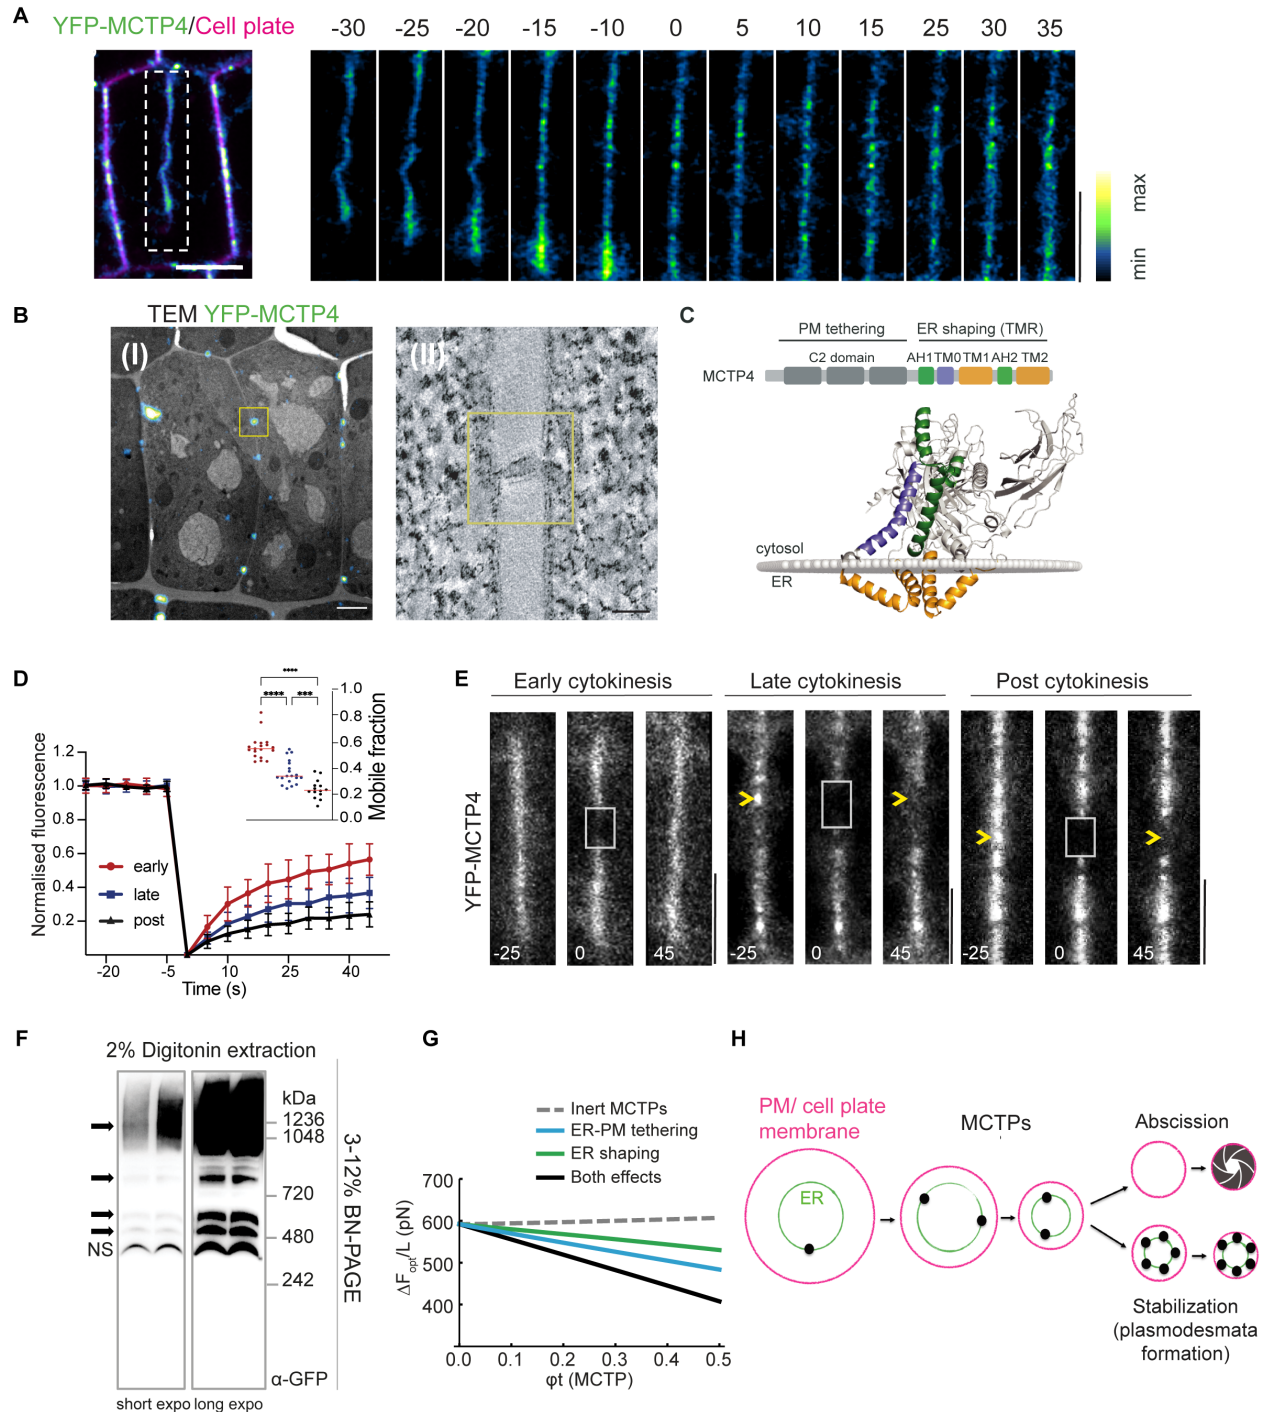 A
YFP-MCTP4/Cell plate
-30 -25 -20 -15 -10 0 5 10 15 25 30 35
max
min
B
TEM YFP-MCTP4
(I)
(II)
C
PM tethering
ER shaping (TMR)
C2 domain
AH1 TM0 TM1 AH2 TM2
MCTP4
cytosol
ER
D
Normalised fluorescence
1.2
1.0
0.8
0.6
0.4
0.2
early
late
post
-20 -5 10 25 40
Time (s)
**** 
**** ***
1.0
0.8
0.6
0.4
0.2
0.0
Mobile fraction
E
Early cytokinesis
Late cytokinesis
Post cytokinesis
YFP-MCTP4
-25 0 45 -25 0 45 -25 0 45
F
2% Digitonin extraction
kDa
1236
1048
720
480
242
NS
α-GFP
3-12% BN-PAGE
short expo long expo
G
Inert MCTPs
ER-PM tethering
ER shaping
Both effects
ΔFopt/L (pN)
700
600
500
400
0.0 0.1 0.2 0.3 0.4 0.5
φt (MCTP)
H
PM/ cell plate
membrane
ER
MCTPs
Abscission
Stabilization
(plasmodesmata
formation)